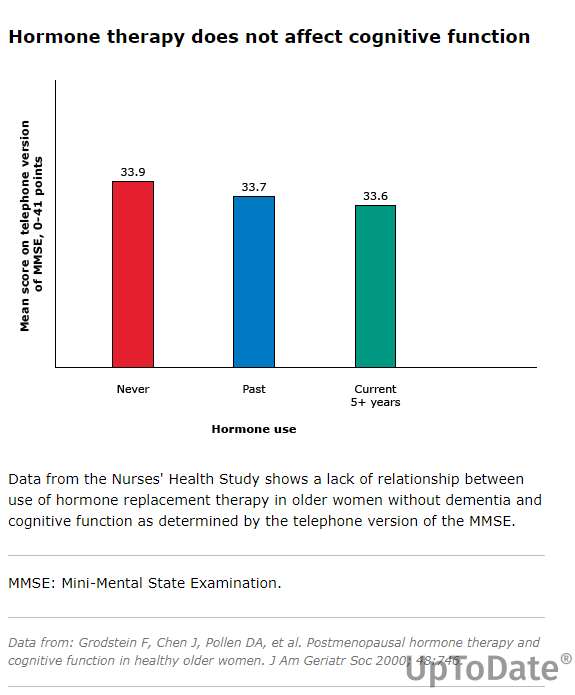 Hormone therapy does not affect cognitive function
Mean score on telephone version
of MMSE, 0-41 points
33.9
33.7
33.6
Never
Past
Current
5+ years
Hormone use
Data from the Nurses' Health Study shows a lack of relationship between
use of hormone replacement therapy in older women without dementia and
cognitive function as determined by the telephone version of the MMSE.
MMSE: Mini-Mental State Examination.
Data from: Grodstein F, Chen J, Pollen DA, et al. Postmenopausal hormone therapy and
cognitive function in healthy older women. J Am Geriatr Soc 2000; 48:746.
UpToDate®